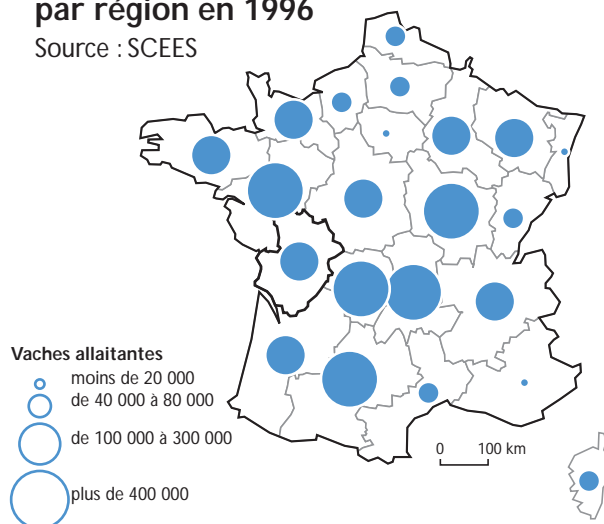 par région en 1996
Source : SCEES
Vaches allaitantes
moins de 20 000
de 40 000 à 80 000
de 100 000 à 300 000
plus de 400 000
0 100 km